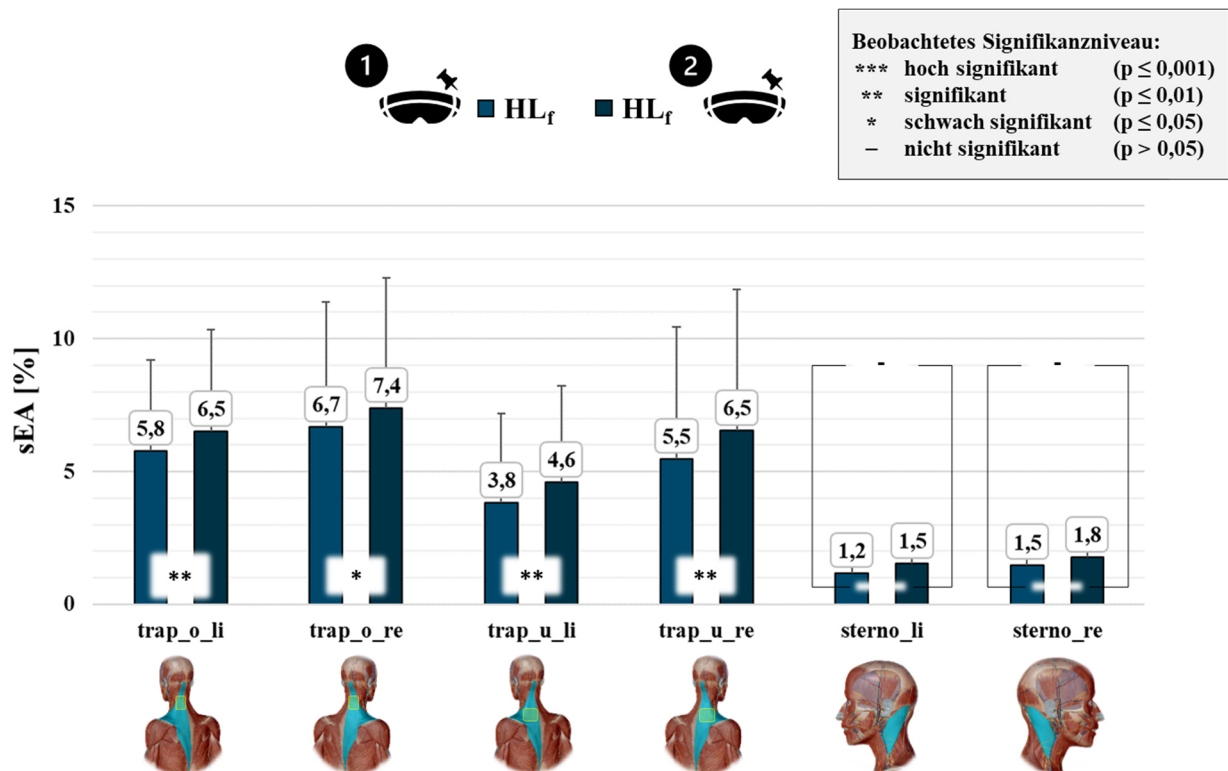 Beobachtetes Signifikanzniveau:
*** hoch signifikant (p ≤ 0,001)
** signifikant (p ≤ 0,01)
* schwach signifikant (p ≤ 0,05)
– nicht signifikant (p > 0,05)
1 HLf HLf 2
sEA [%]
15
10
5
0
5,8 6,5 6,7 7,4 3,8 4,6 5,5 6,5 1,2 1,5 1,5 1,8
- -
** * ** **
trap_o_li trap_o_re trap_u_li trap_u_re sterno_li sterno_re